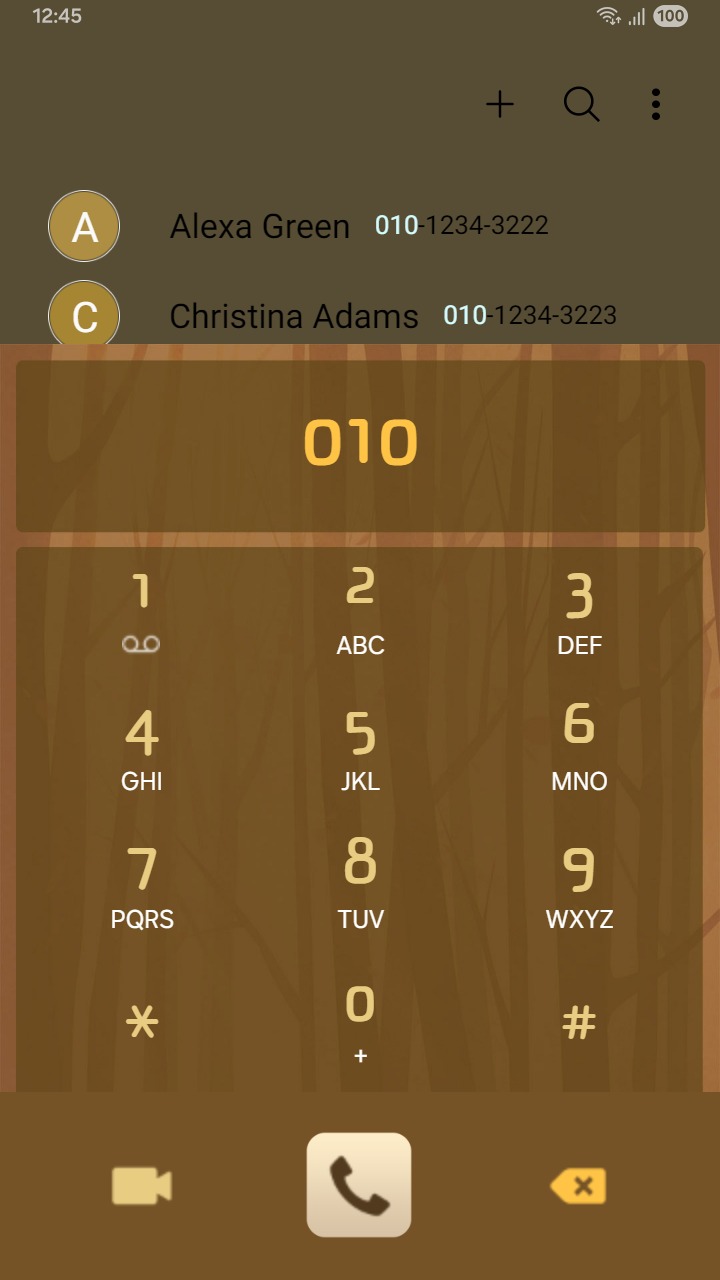 12:45 100
A Alexa Green 010-1234-3222
C Christina Adams 010-1234-3223
010
1 2 3
ABC DEF
4 5 6
GHI JKL MNO
7 8 9
PQRS TUV WXYZ
* 0 #
+